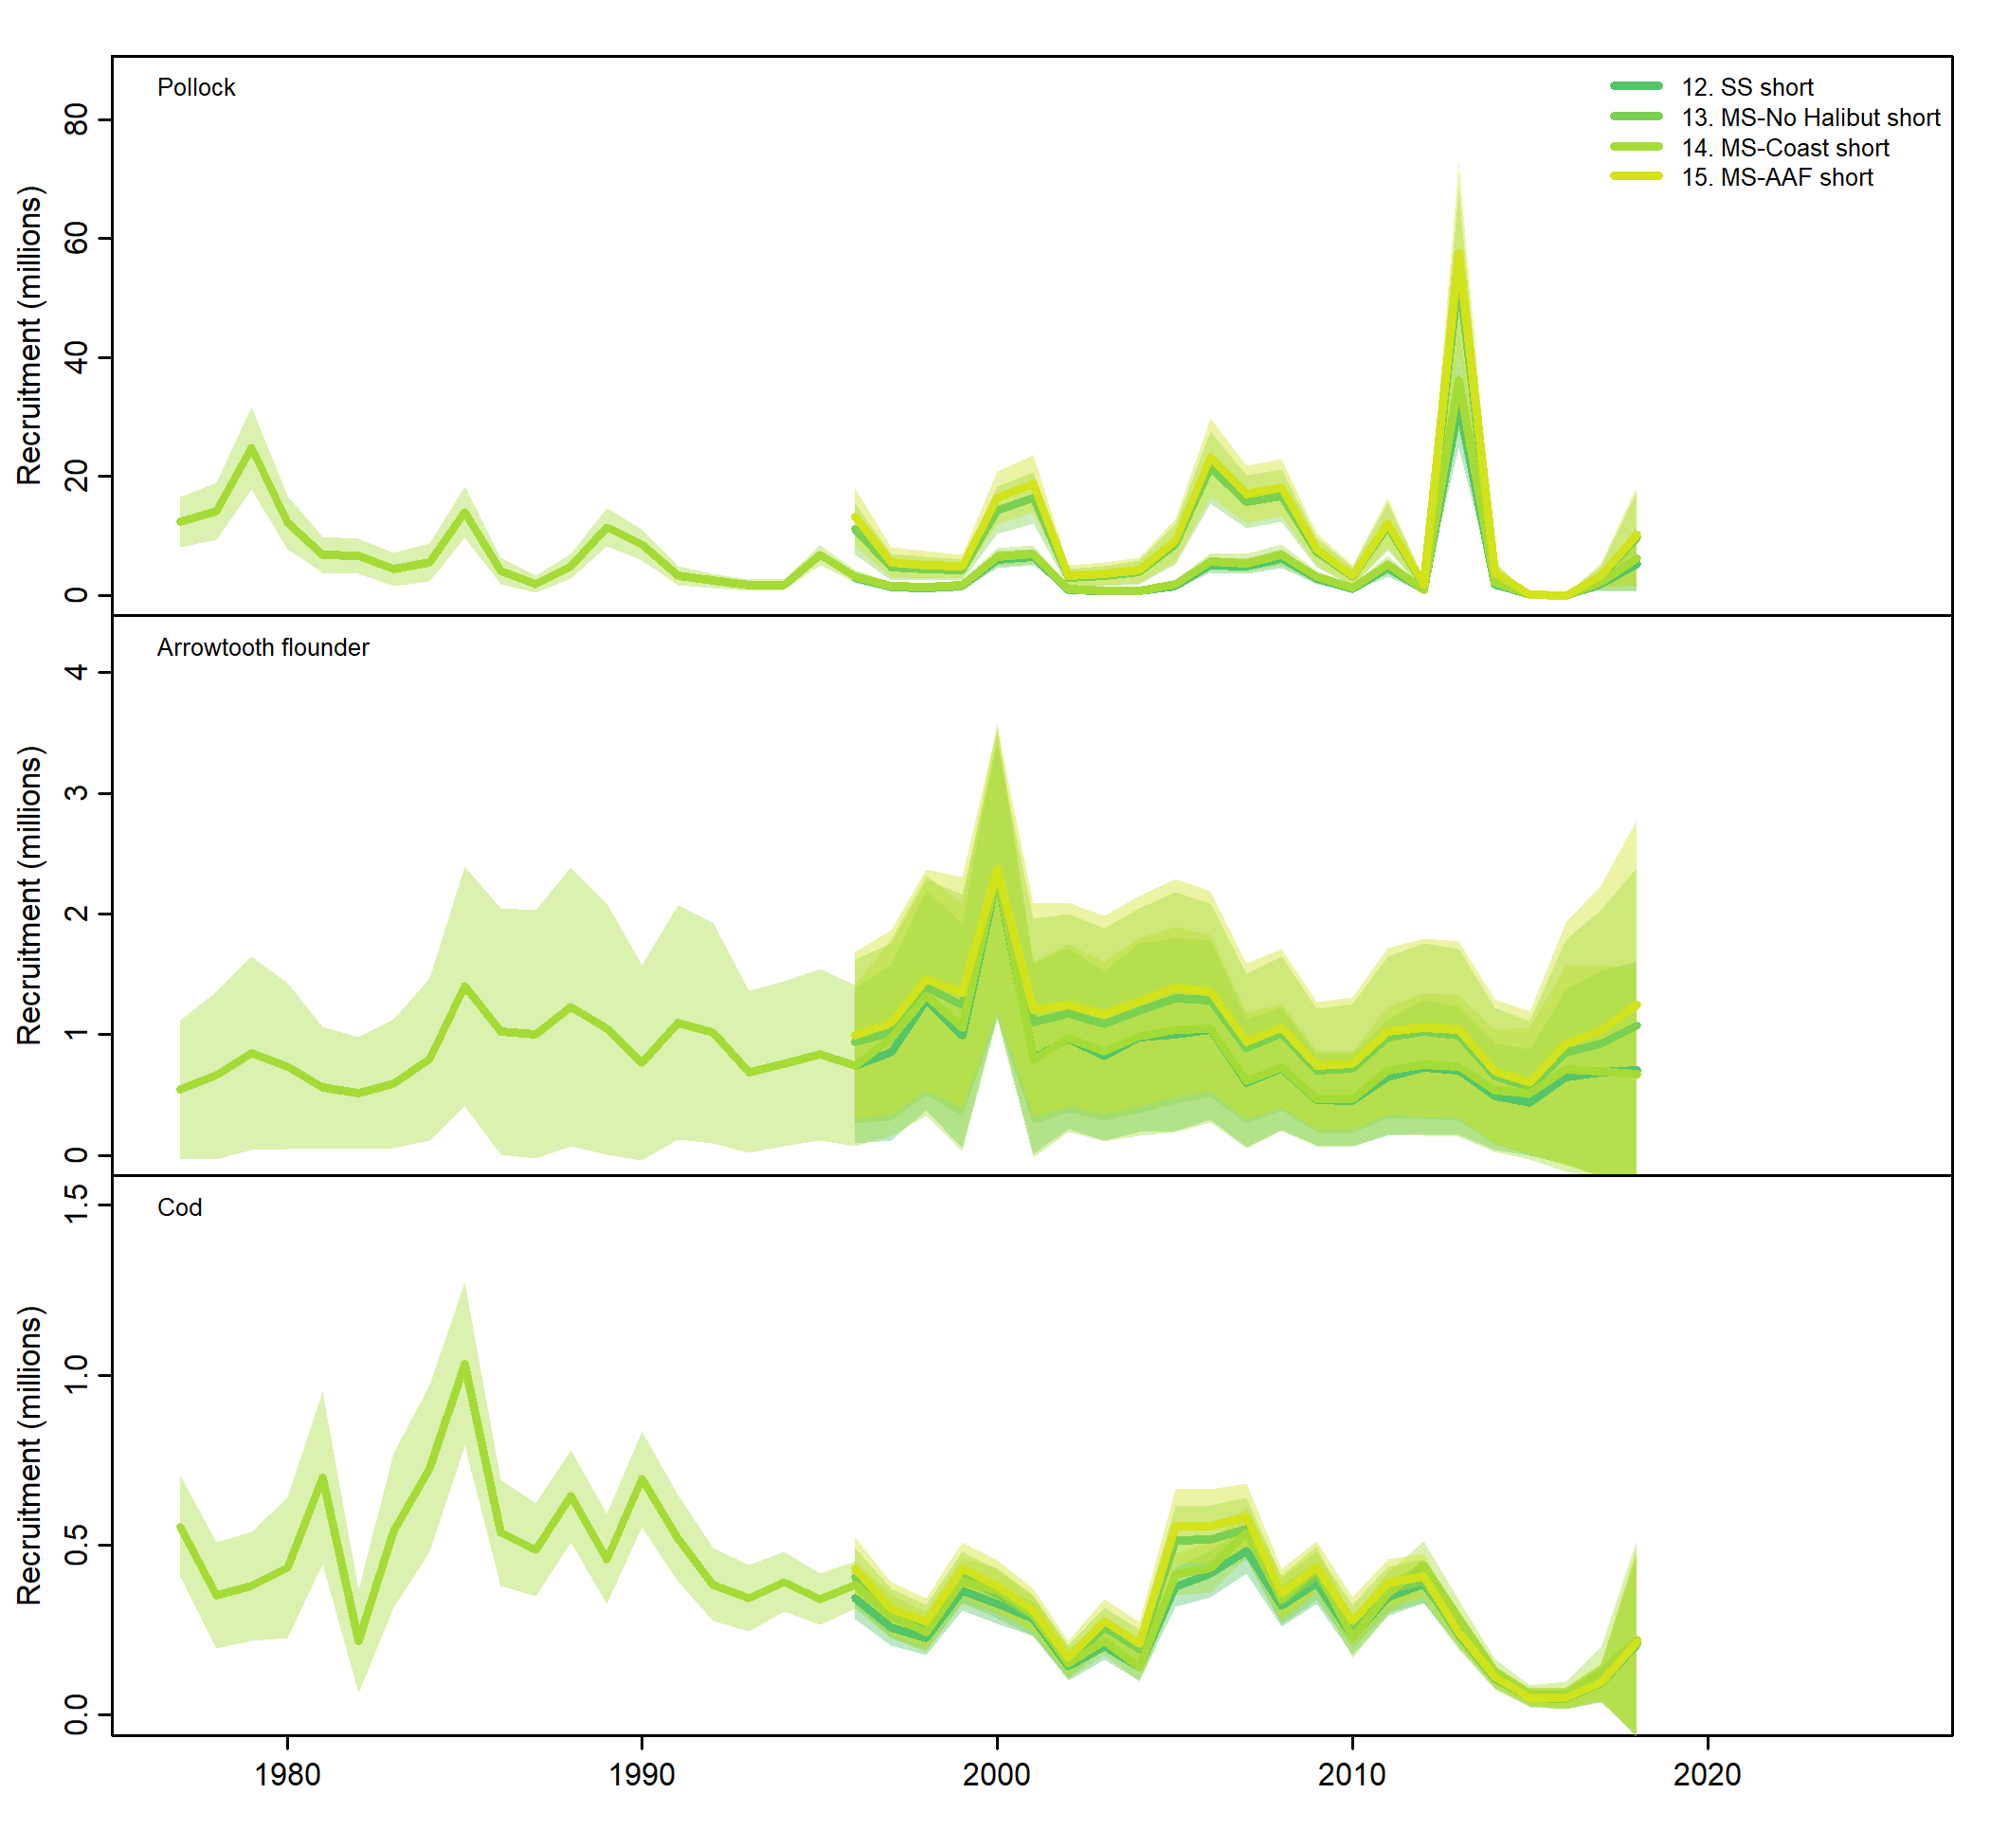 Pollock
12. SS short
13. MS-No Halibut short
14. MS-Coast short
15. MS-AAF short
Recruitment (millions)
80
60
40
20
0
Arrowtooth flounder
Recruitment (millions)
4
3
2
1
0
Cod
Recruitment (millions)
1.5
1.0
0.5
0.0
1980
1990
2000
2010
2020